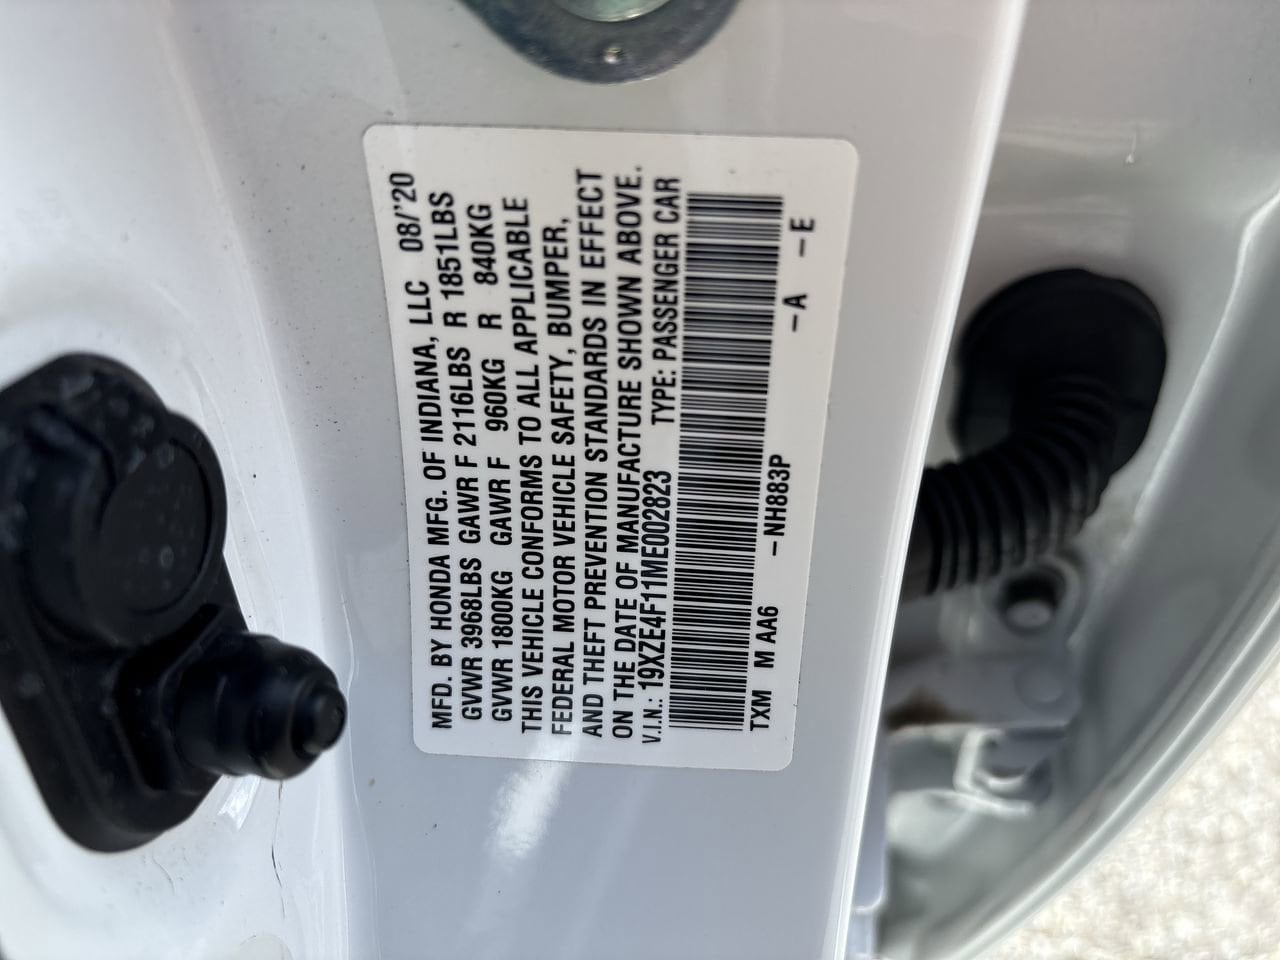 MFD. BY HONDA MFG. OF INDIANA, LLC 08/'20
GVWR 3968LBS GAWR F 2116LBS R 1851LBS
GVWR 1800KG GAWR F 960KG R 840KG
THIS VEHICLE CONFORMS TO ALL APPLICABLE
FEDERAL MOTOR VEHICLE SAFETY, BUMPER,
AND THEFT PREVENTION STANDARDS IN EFFECT
ON THE DATE OF MANUFACTURE SHOWN ABOVE.
V.I.N.: 19XZE4F11ME002823 TYPE: PASSENGER CAR
TXM M AA6 -NH883P -A -E